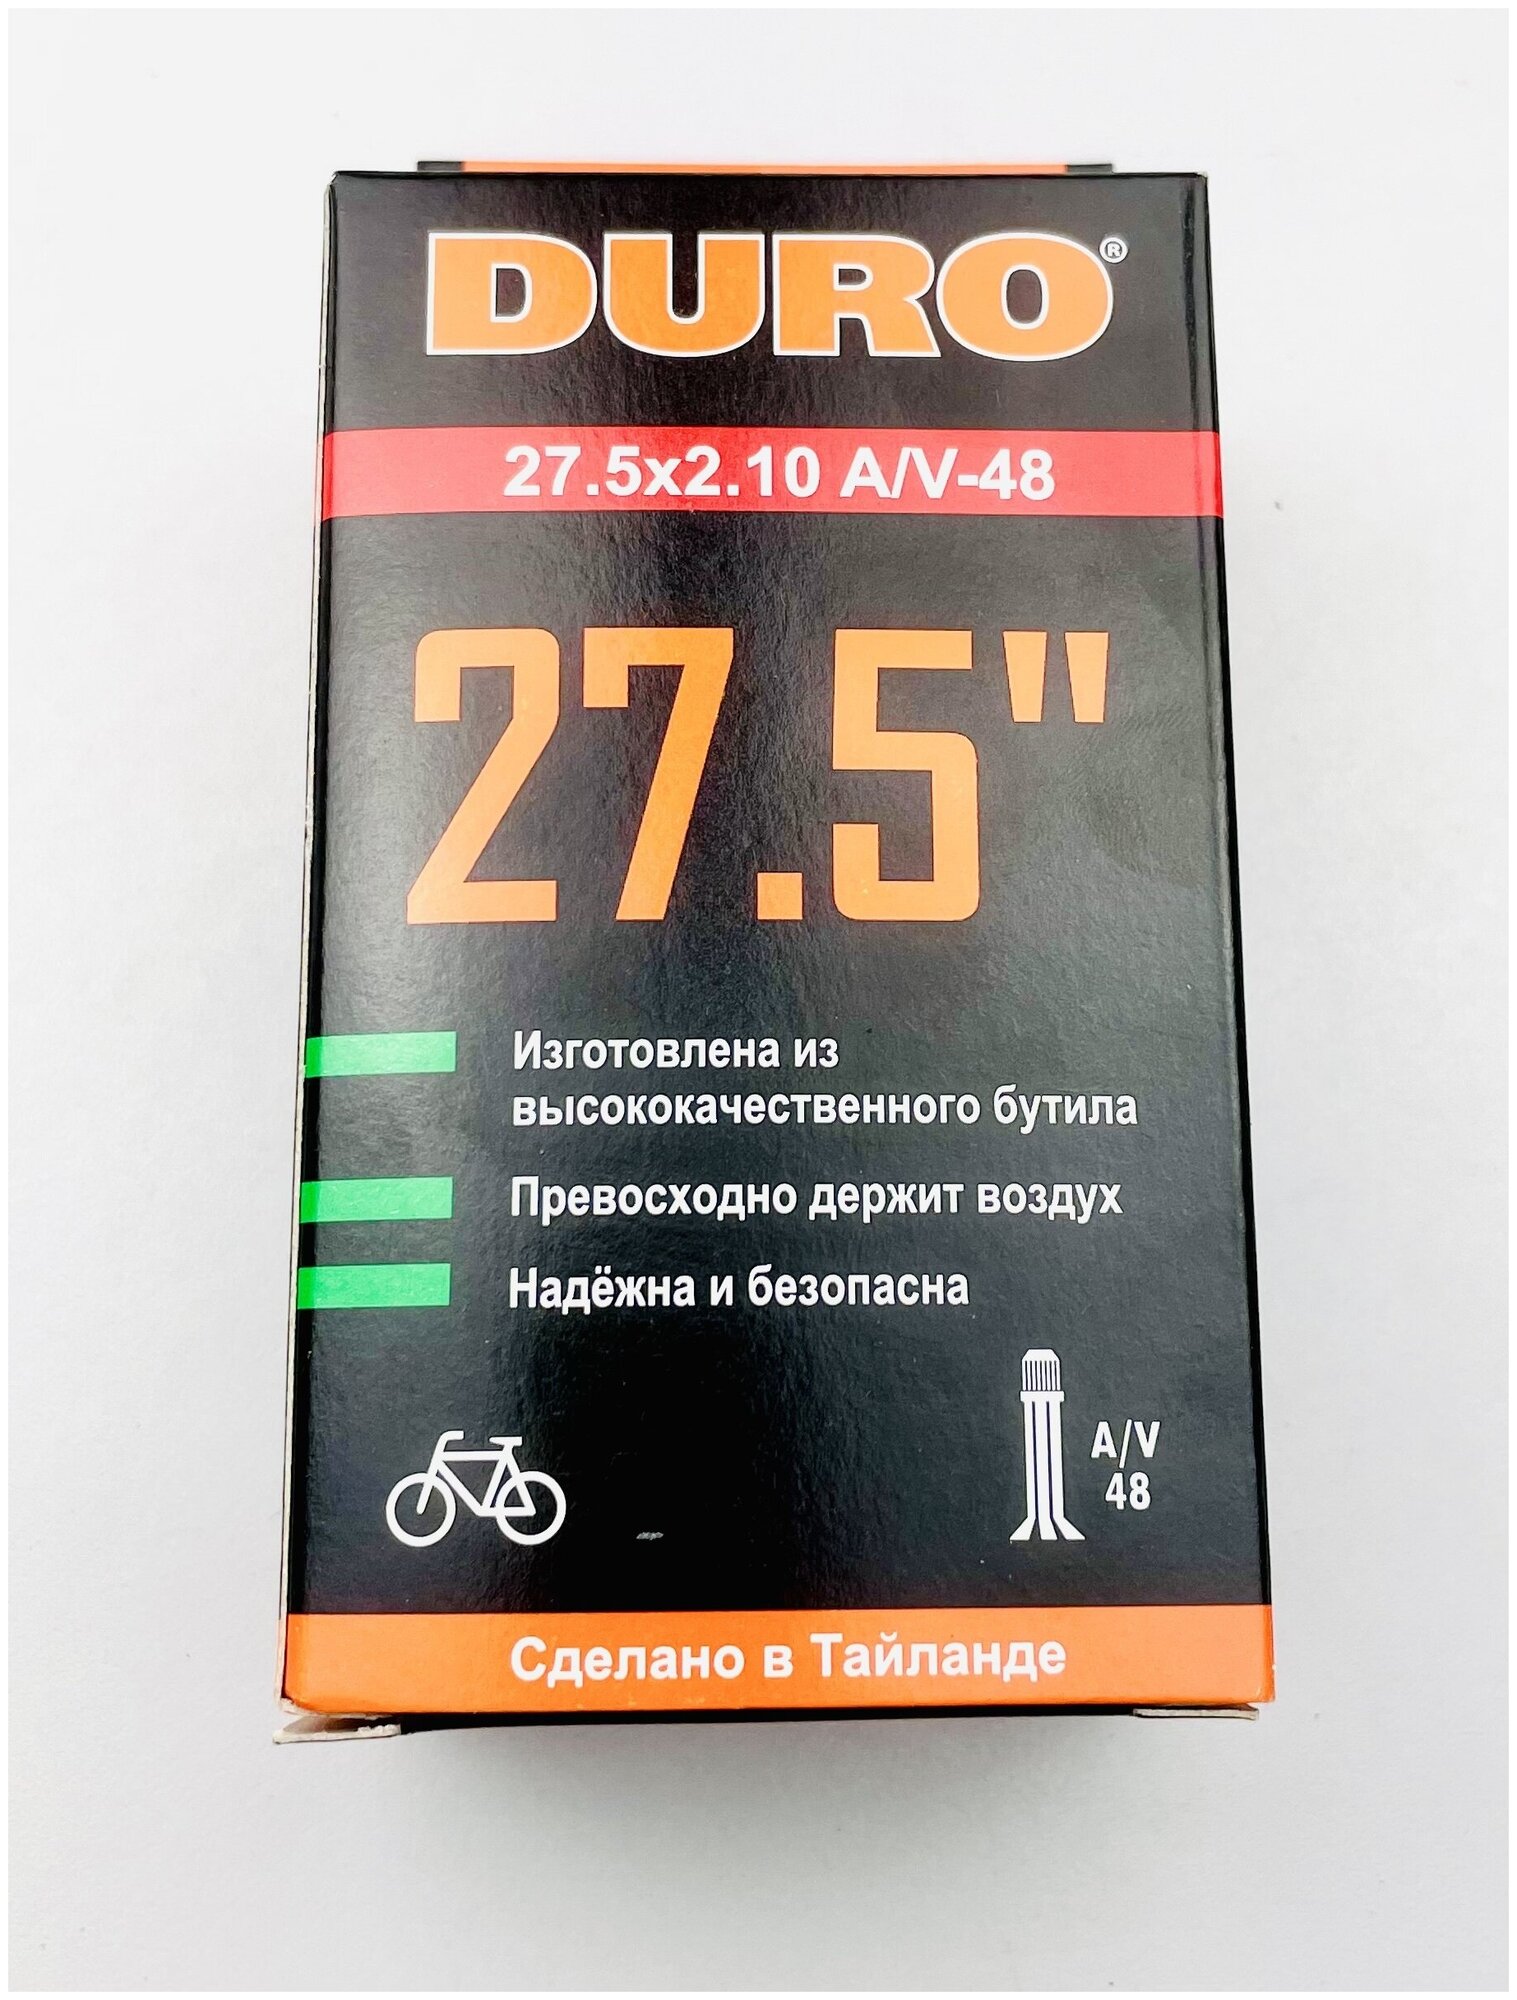 DURO®
27.5x2.10 A/V-48
27.5"
Изготовлена из
высококачественного бутила
Превосходно держит воздух
Надёжна и безопасна
A/V
48
Сделано в Тайланде